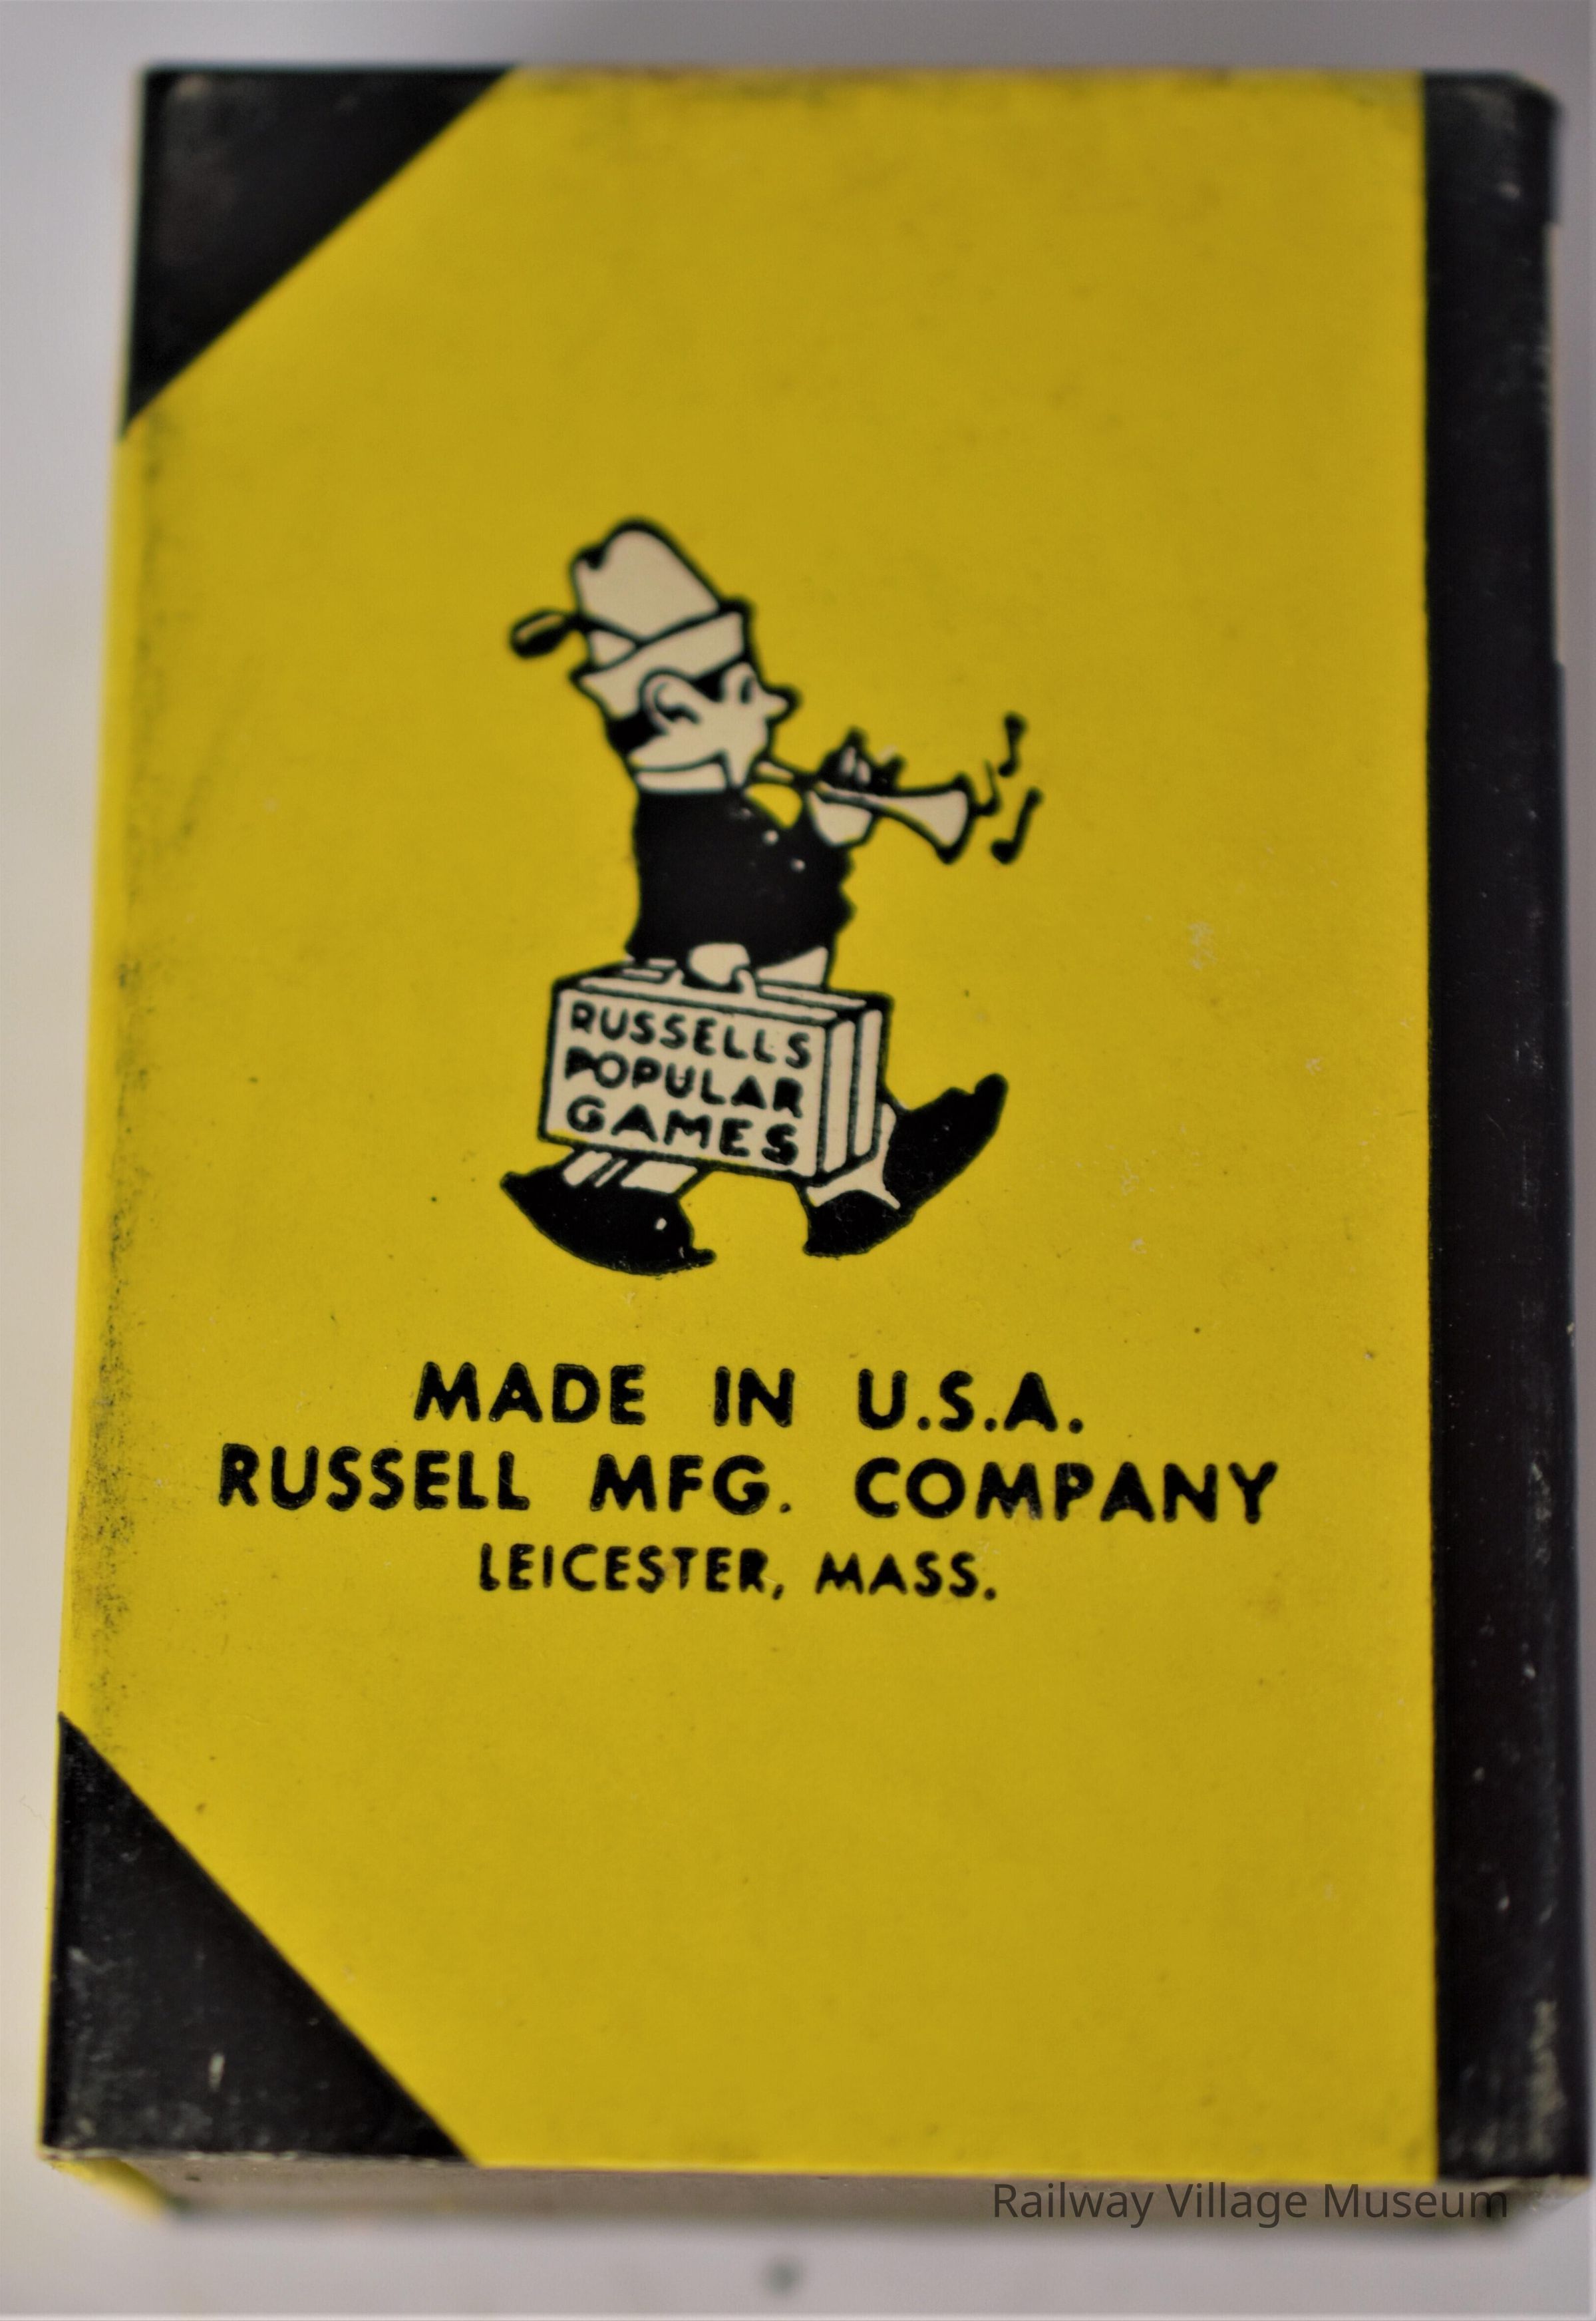 RUSSELLS
POPULAR
GAMES
MADE IN U.S.A.
RUSSELL MFG. COMPANY
LEICESTER, MASS.
Railway Village Museum